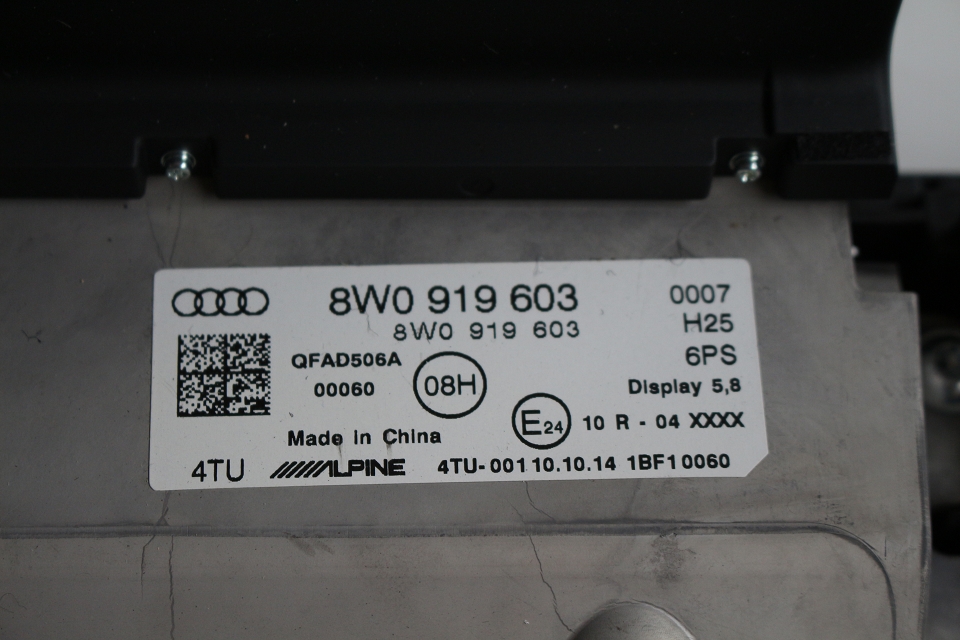 8W0 919 603 0007
8W0 919 603 H25
QFAD506A 6PS
00060 08H Display 5,8
E24 10 R - 04 XXXX
Made in China
4TU ALPINE 4TU-001 10.10.14 1BF10060